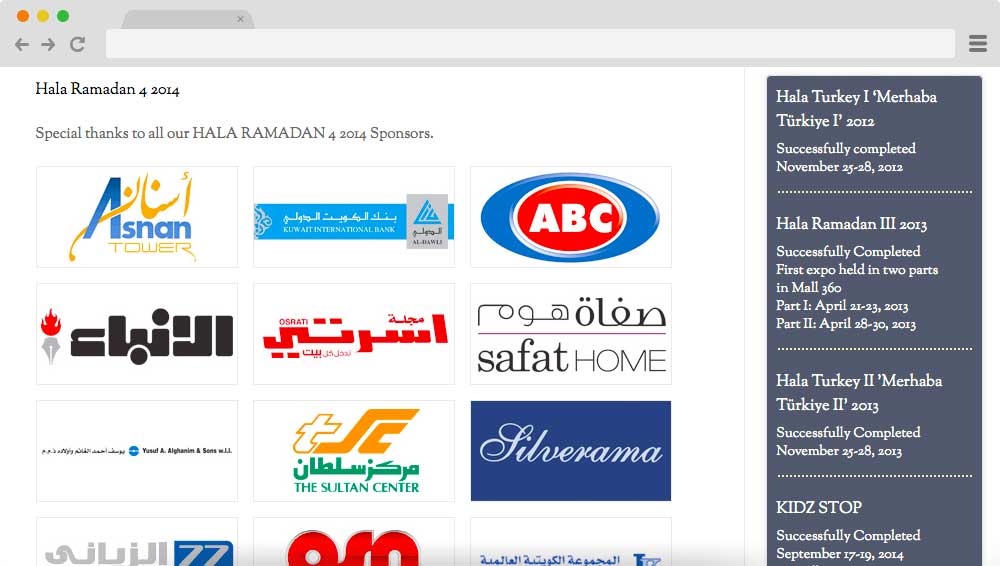 Hala Ramadan 4 2014
Special thanks to all our HALA RAMADAN 4 2014 Sponsors.
أسنان
Asnan
TOWER
بنك الكويت الدولي
KUWAIT INTERNATIONAL BANK
الدولي
AL-DAWLI
ABC
الانباء
مجلة
OSRATI
اسرتي
تدخل كل بيت
صفاة هوم
safat HOME
يوسف أحمد الغانم وأولاده ذ.م.م
Yusuf A. Alghanim & Sons w.l.l.
tSC
مركز سلطان
THE SULTAN CENTER
Silverama
الزياني
ZZ
المجموعة الكويتية العالمية
Hala Turkey I ‘Merhaba
Türkiye I’ 2012
Successfully completed
November 25-28, 2012
Hala Ramadan III 2013
Successfully Completed
First expo held in two parts
in Mall 360
Part I: April 21-23, 2013
Part II: April 28-30, 2013
Hala Turkey II ’Merhaba
Türkiye II’ 2013
Successfully Completed
November 25-28, 2013
KIDZ STOP
Successfully Completed
September 17-19, 2014